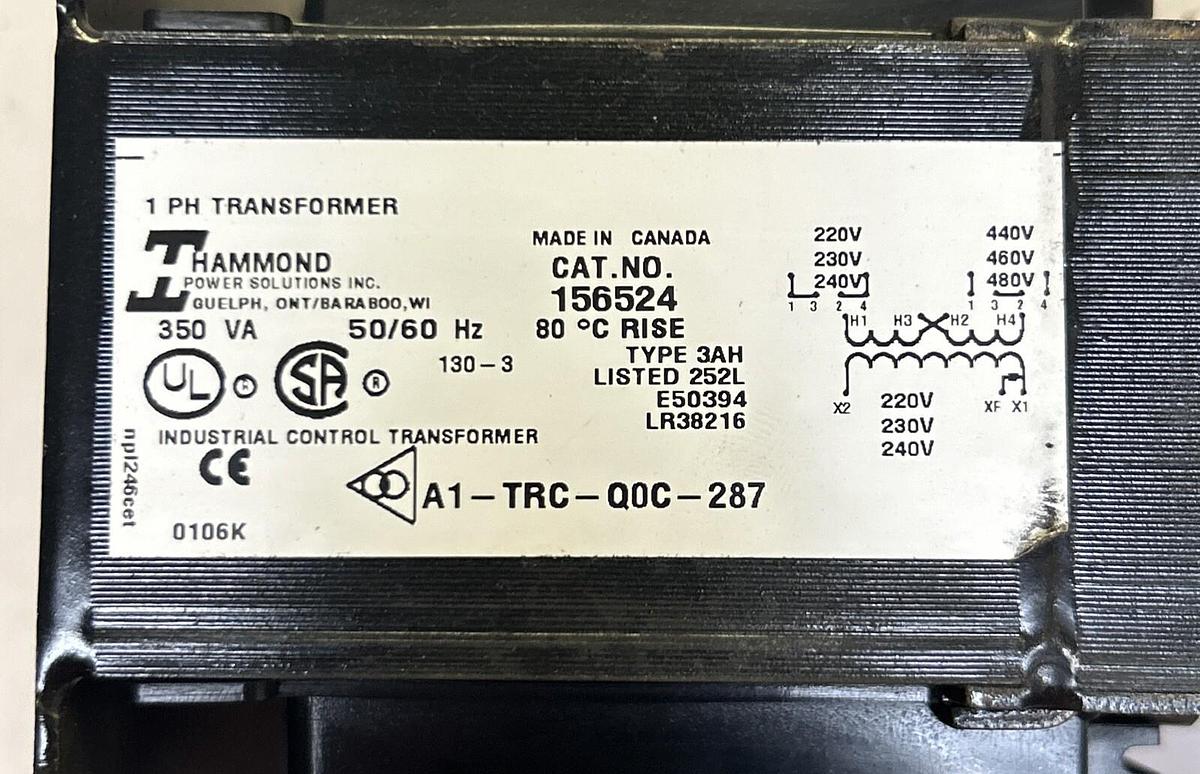 1 PH TRANSFORMER
HAMMOND
POWER SOLUTIONS INC.
GUELPH, ONT/BARABOO, WI
350 VA 50/60 Hz
MADE IN CANADA
CAT.NO.
156524
80 °C RISE
130-3
TYPE 3AH
LISTED 252L
E50394
LR38216
UL ® SA ®
INDUSTRIAL CONTROL TRANSFORMER
CE
A1-TRC-Q0C-287
npl246cet
0106K
220V 440V
230V 460V
240V 480V
1 3 2 4 1 3 2 4
H1 H3 H2 H4
X2 XF X1
220V
230V
240V